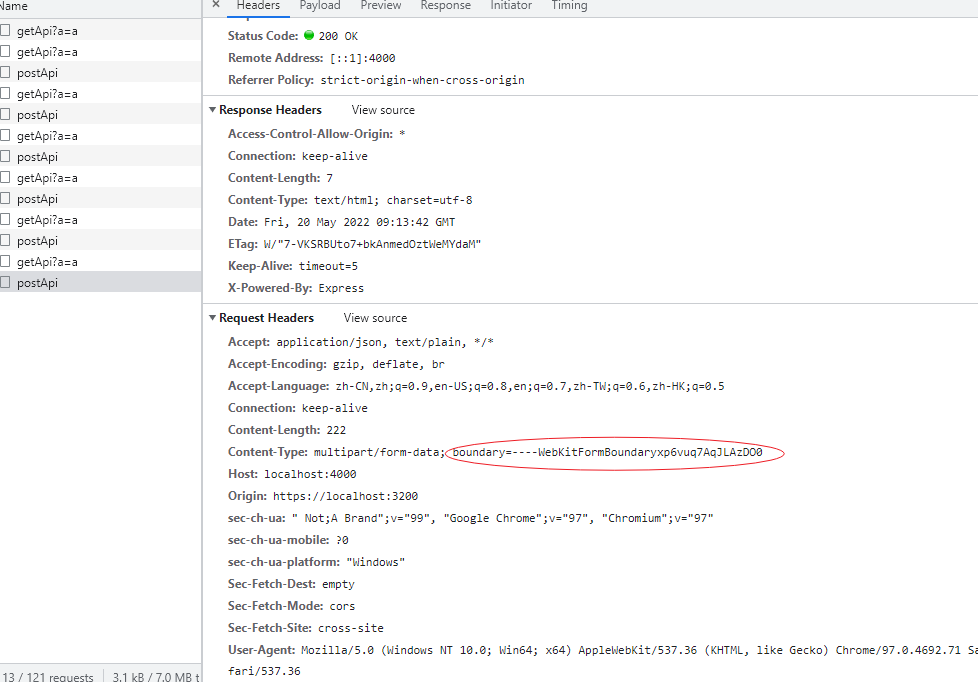 Name
× Headers Payload Preview Response Initiator Timing
getApi?a=a
getApi?a=a
postApi
getApi?a=a
postApi
getApi?a=a
postApi
getApi?a=a
postApi
getApi?a=a
postApi
getApi?a=a
postApi
13 / 121 requests 3.1 kB / 7.0 MB t
Status Code: 200 OK
Remote Address: [::1]:4000
Referrer Policy: strict-origin-when-cross-origin
Response Headers View source
Access-Control-Allow-Origin: *
Connection: keep-alive
Content-Length: 7
Content-Type: text/html; charset=utf-8
Date: Fri, 20 May 2022 09:13:42 GMT
ETag: W/"7-VKSRBUto7+bkAnmedOztWeMYdaM"
Keep-Alive: timeout=5
X-Powered-By: Express
Request Headers View source
Accept: application/json, text/plain, */*
Accept-Encoding: gzip, deflate, br
Accept-Language: zh-CN,zh;q=0.9,en-US;q=0.8,en;q=0.7,zh-TW;q=0.6,zh-HK;q=0.5
Connection: keep-alive
Content-Length: 222
Content-Type: multipart/form-data; boundary=----WebKitFormBoundaryxp6vuq7AqJLAzDO0
Host: localhost:4000
Origin: https://localhost:3200
sec-ch-ua: " Not;A Brand";v="99", "Google Chrome";v="97", "Chromium";v="97"
sec-ch-ua-mobile: ?0
sec-ch-ua-platform: "Windows"
Sec-Fetch-Dest: empty
Sec-Fetch-Mode: cors
Sec-Fetch-Site: cross-site
User-Agent: Mozilla/5.0 (Windows NT 10.0; Win64; x64) AppleWebKit/537.36 (KHTML, like Gecko) Chrome/97.0.4692.71 Sa
fari/537.36